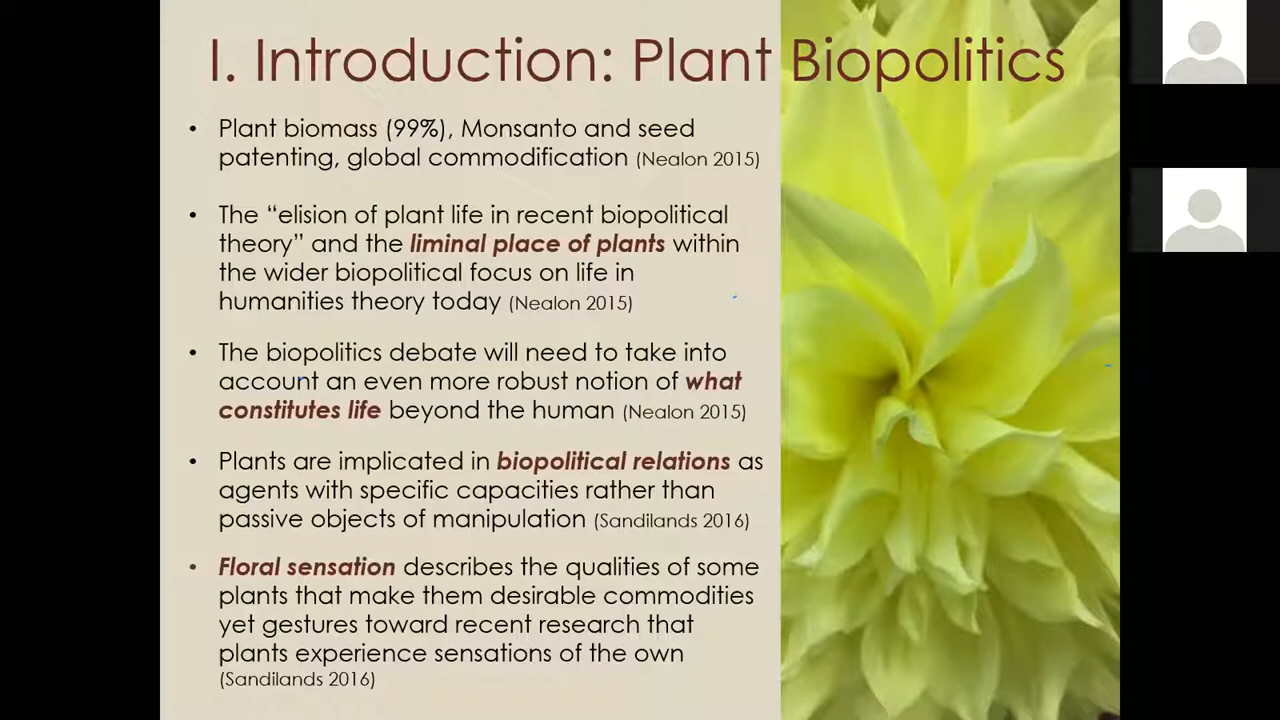 I. Introduction: Plant Biopolitics
• Plant biomass (99%), Monsanto and seed
patenting, global commodification (Nealon 2015)
• The “elision of plant life in recent biopolitical
theory” and the liminal place of plants within
the wider biopolitical focus on life in
humanities theory today (Nealon 2015)
• The biopolitics debate will need to take into
account an even more robust notion of what
constitutes life beyond the human (Nealon 2015)
• Plants are implicated in biopolitical relations as
agents with specific capacities rather than
passive objects of manipulation (Sandilands 2016)
• Floral sensation describes the qualities of some
plants that make them desirable commodities
yet gestures toward recent research that
plants experience sensations of the own
(Sandilands 2016)